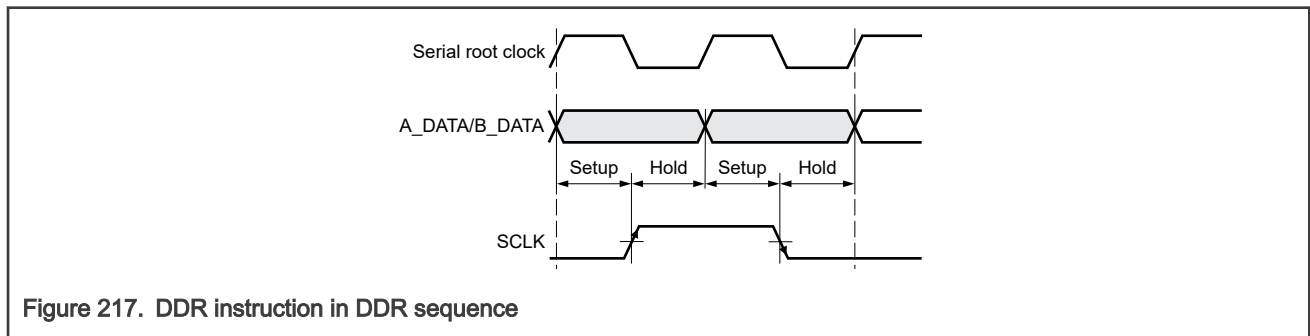 Serial root clock
A_DATA/B_DATA
Setup Hold Setup Hold
SCLK
Figure 217. DDR instruction in DDR sequence